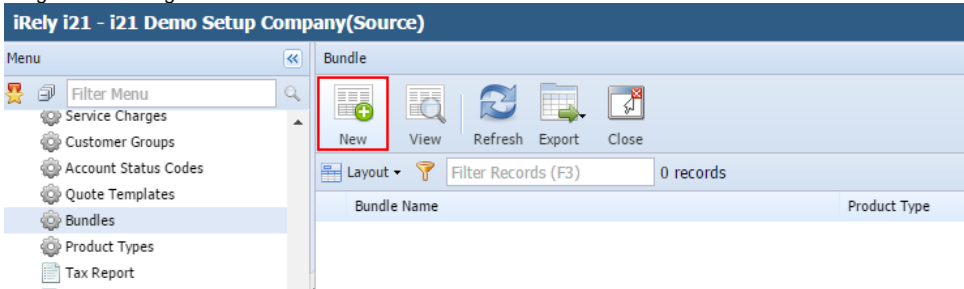 iRely i21 - i21 Demo Setup Company(Source)
Menu
Bundle
Filter Menu
Service Charges
Customer Groups
Account Status Codes
Quote Templates
Bundles
Product Types
Tax Report
New View Refresh Export Close
Layout Filter Records (F3) 0 records
Bundle Name Product Type